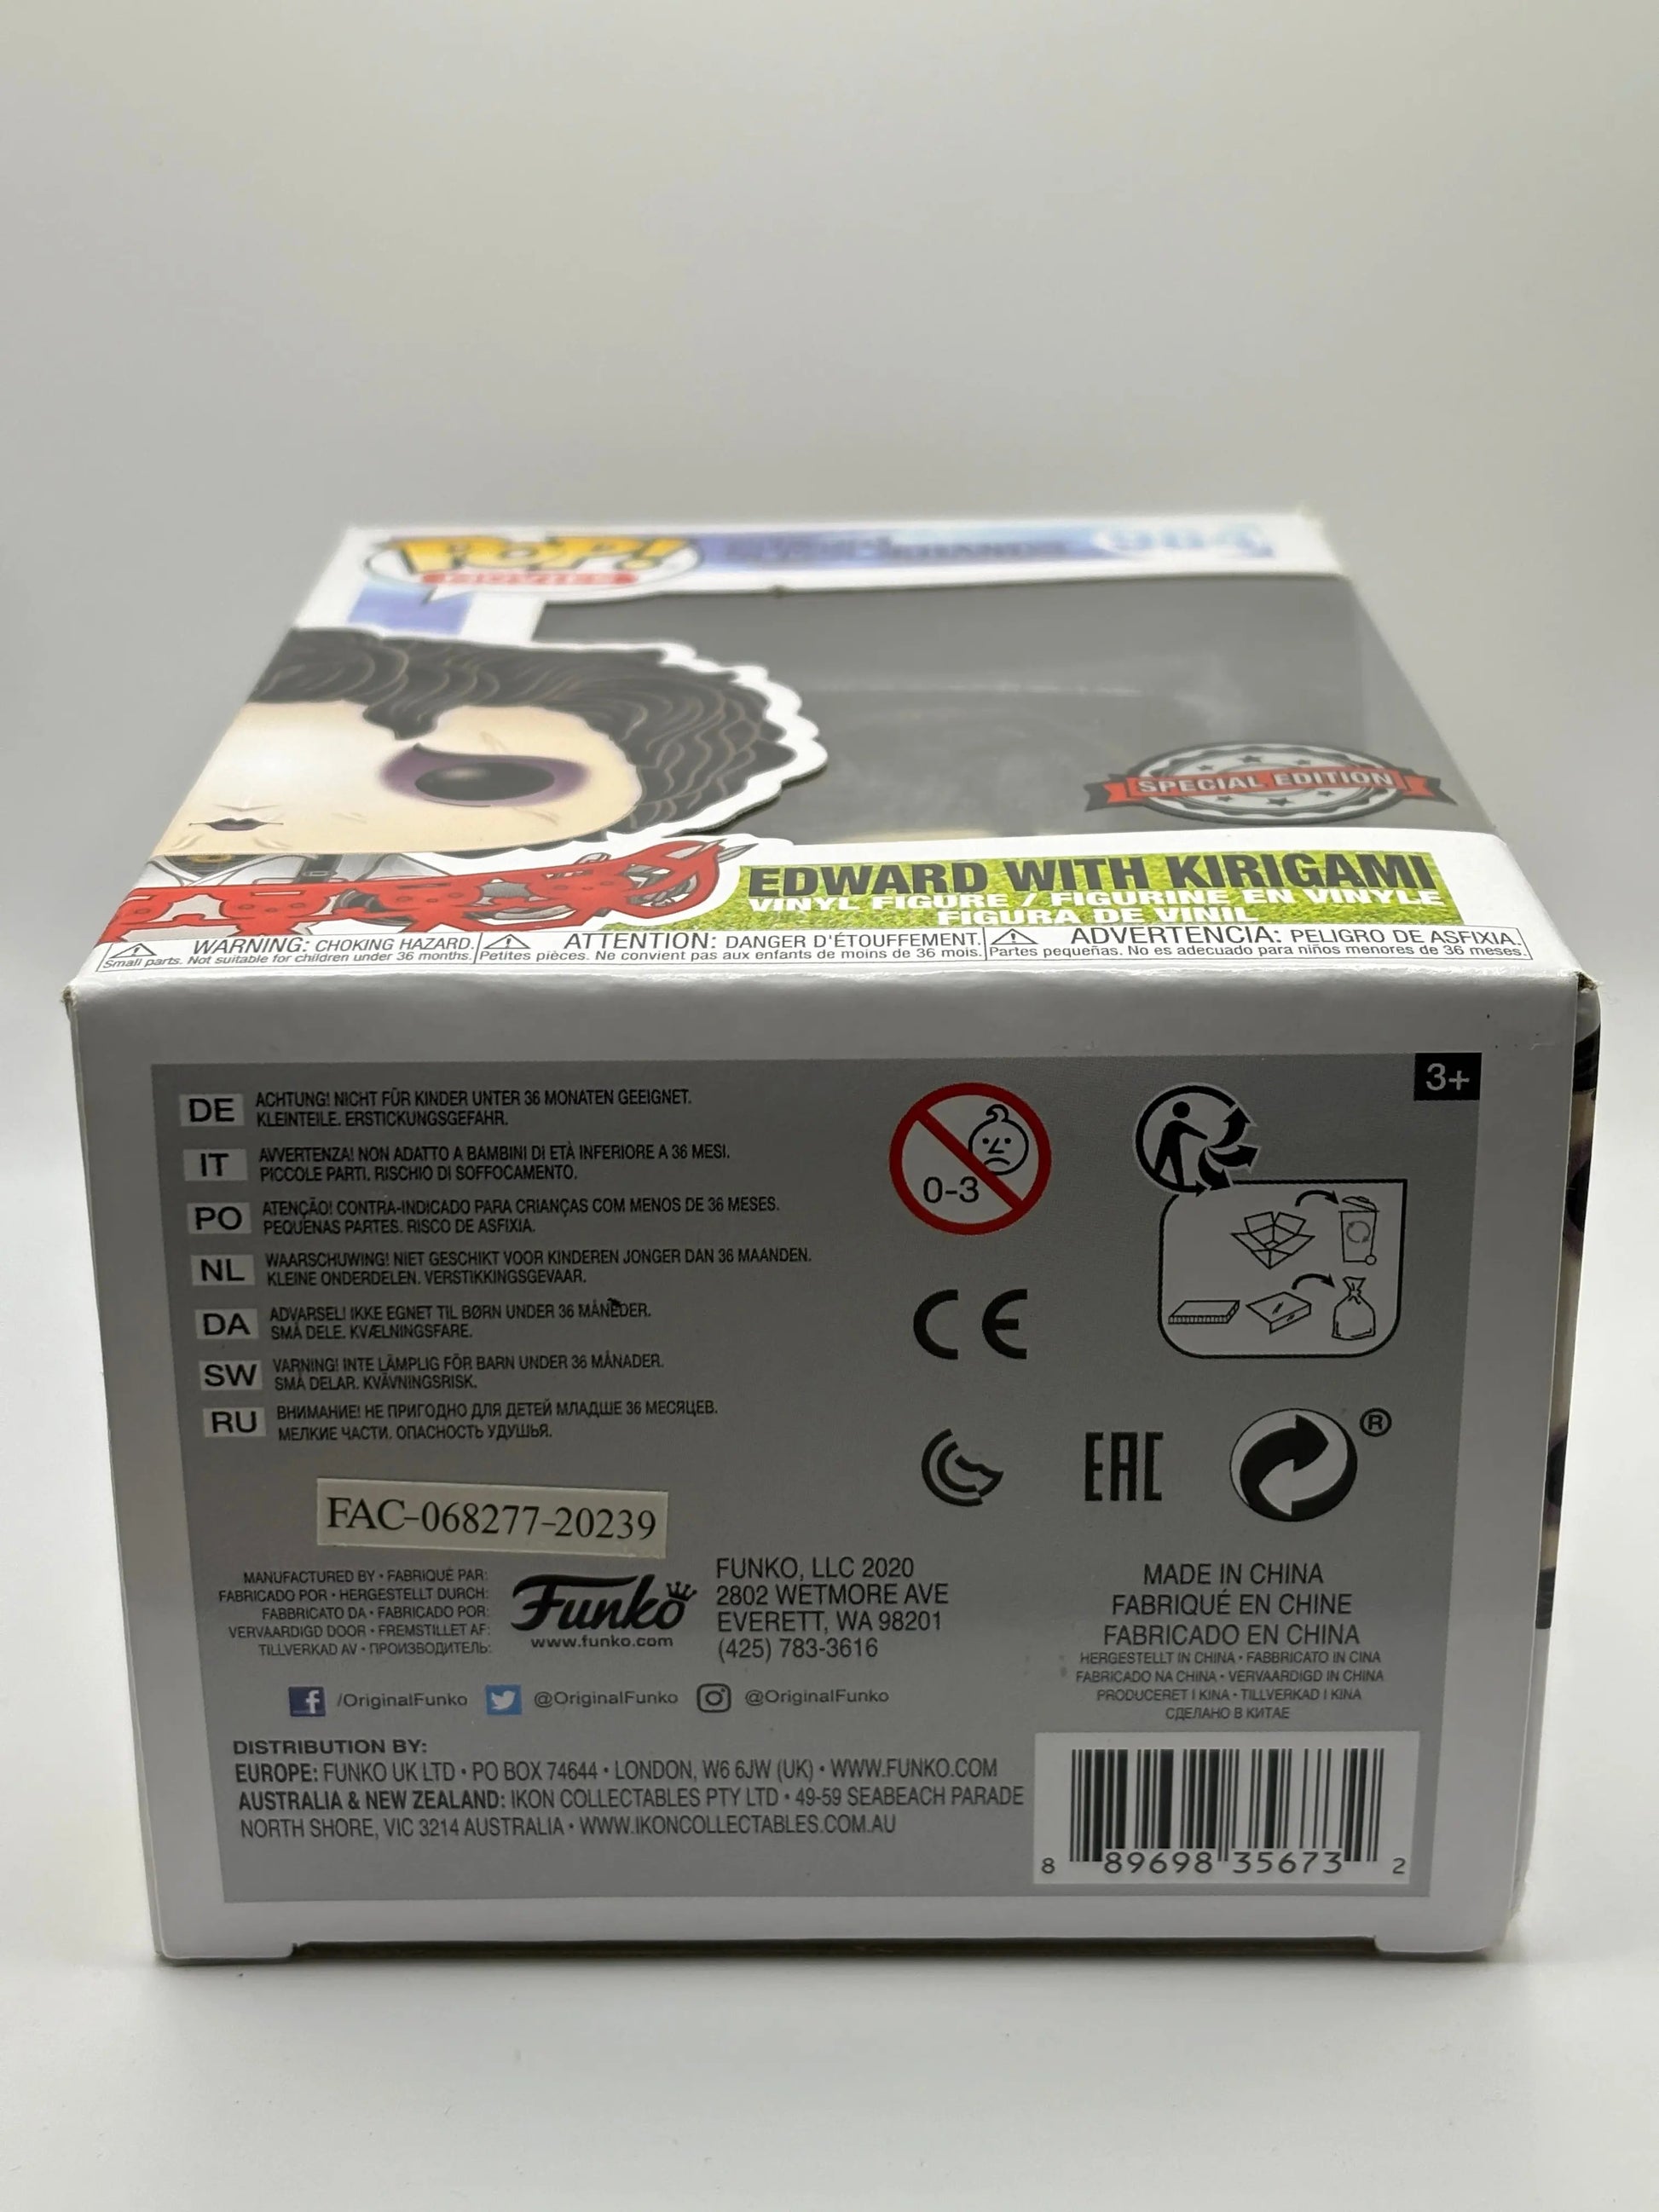 POP!
MOVIES
984
SPECIAL EDITION
EDWARD WITH KIRIGAMI
VINYL FIGURE / FIGURINE EN VINYLE
FIGURA DE VINIL
WARNING: CHOKING HAZARD.
Small parts. Not suitable for children under 36 months.
ATTENTION: DANGER D'ÉTOUFFEMENT.
Petites pièces. Ne convient pas aux enfants de moins de 36 mois.
ADVERTENCIA: PELIGRO DE ASFIXIA.
Partes pequeñas. No es adecuado para niños menores de 36 meses.
3+
DE ACHTUNG! NICHT FÜR KINDER UNTER 36 MONATEN GEEIGNET.
KLEINTEILE. ERSTICKUNGSGEFAHR.
IT AVVERTENZA! NON ADATTO A BAMBINI DI ETÀ INFERIORE A 36 MESI.
PICCOLE PARTI. RISCHIO DI SOFFOCAMENTO.
PO ATENÇÃO! CONTRA-INDICADO PARA CRIANÇAS COM MENOS DE 36 MESES.
PEQUENAS PARTES. RISCO DE ASFIXIA.
NL WAARSCHUWING! NIET GESCHIKT VOOR KINDEREN JONGER DAN 36 MAANDEN.
KLEINE ONDERDELEN. VERSTIKKINGSGEVAAR.
DA ADVARSEL! IKKE EGNET TIL BØRN UNDER 36 MÅNEDER.
SMÅ DELE. KVÆLNINGSFARE.
SW VARNING! INTE LÄMPLIG FÖR BARN UNDER 36 MÅNADER.
SMÅ DELAR. KVÄVNINGSRISK.
RU ВНИМАНИЕ! НЕ ПРИГОДНО ДЛЯ ДЕТЕЙ МЛАДШЕ 36 МЕСЯЦЕВ.
МЕЛКИЕ ЧАСТИ. ОПАСНОСТЬ УДУШЬЯ.
0-3
CE
EAC
®
FAC-068277-20239
MANUFACTURED BY • FABRIQUÉ PAR:
FABRICADO POR • HERGESTELLT DURCH:
FABBRICATO DA • FABRICADO POR:
VERVAARDIGD DOOR • FREMSTILLET AF:
TILLVERKAD AV • ПРОИЗВОДИТЕЛЬ:
Funko
www.funko.com
FUNKO, LLC 2020
2802 WETMORE AVE
EVERETT, WA 98201
(425) 783-3616
MADE IN CHINA
FABRIQUÉ EN CHINE
FABRICADO EN CHINA
HERGESTELLT IN CHINA • FABBRICATO IN CINA
FABRICADO NA CHINA • VERVAARDIGD IN CHINA
PRODUCERET I KINA • TILLVERKAD I KINA
СДЕЛАНО В КИТАЕ
f /OriginalFunko @OriginalFunko @OriginalFunko
DISTRIBUTION BY:
EUROPE: FUNKO UK LTD • PO BOX 74644 • LONDON, W6 6JW (UK) • WWW.FUNKO.COM
AUSTRALIA & NEW ZEALAND: IKON COLLECTABLES PTY LTD • 49-59 SEABEACH PARADE
NORTH SHORE, VIC 3214 AUSTRALIA • WWW.IKONCOLLECTABLES.COM.AU
8 89698 35673 2